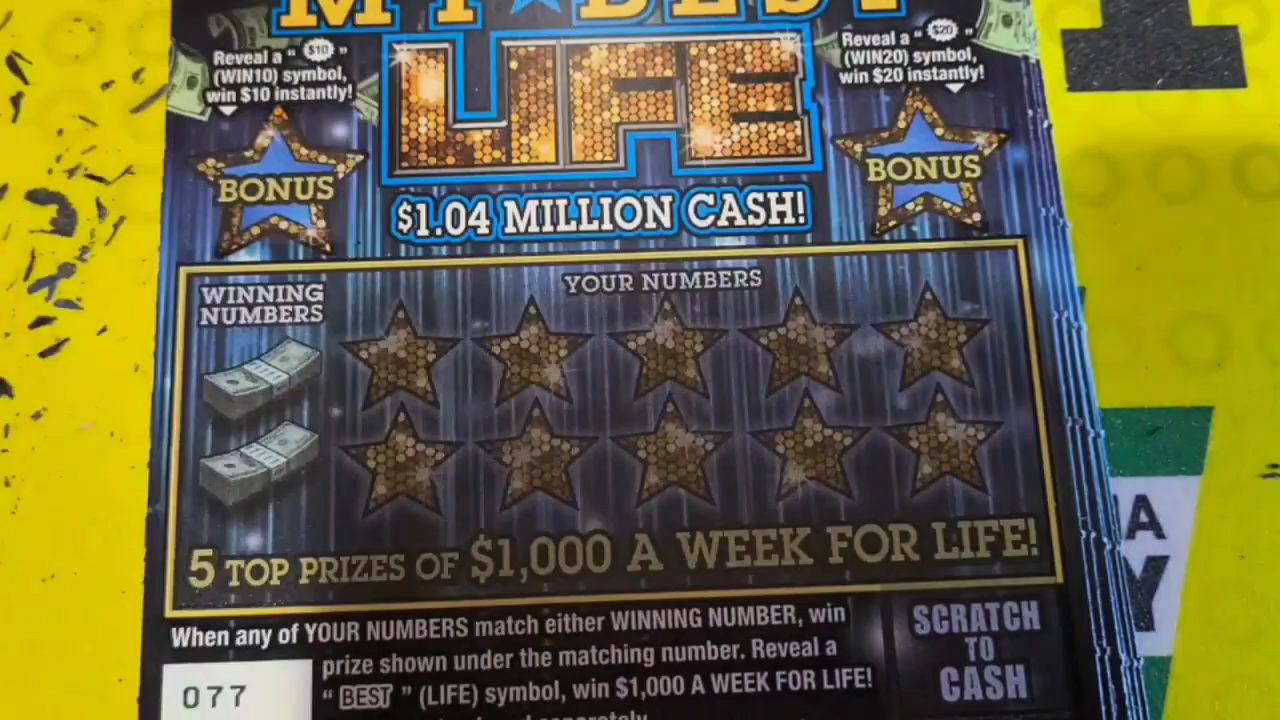 MY BEST
LIFE
Reveal a " $10 "
(WIN10) symbol,
win $10 instantly!
Reveal a " $20 "
(WIN20) symbol,
win $20 instantly!
BONUS
BONUS
$1.04 MILLION CASH!
WINNING
NUMBERS
YOUR NUMBERS
5 TOP PRIZES OF $1,000 A WEEK FOR LIFE!
When any of YOUR NUMBERS match either WINNING NUMBER, win
prize shown under the matching number. Reveal a
" BEST " (LIFE) symbol, win $1,000 A WEEK FOR LIFE!
separately.
077
SCRATCH
TO
CASH
A
Y